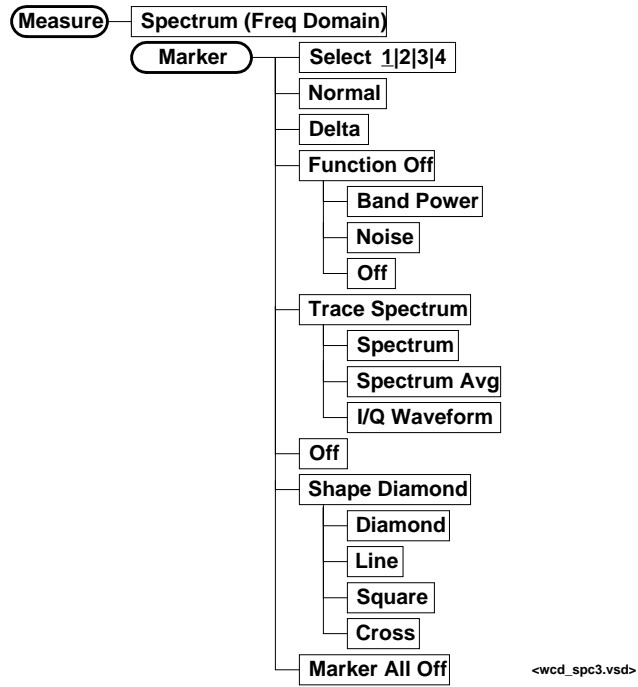 Measure Spectrum (Freq Domain)
Marker Select 1|2|3|4
Normal
Delta
Function Off
Band Power
Noise
Off
Trace Spectrum
Spectrum
Spectrum Avg
I/Q Waveform
Off
Shape Diamond
Diamond
Line
Square
Cross
Marker All Off <wcd_spc3.vsd>